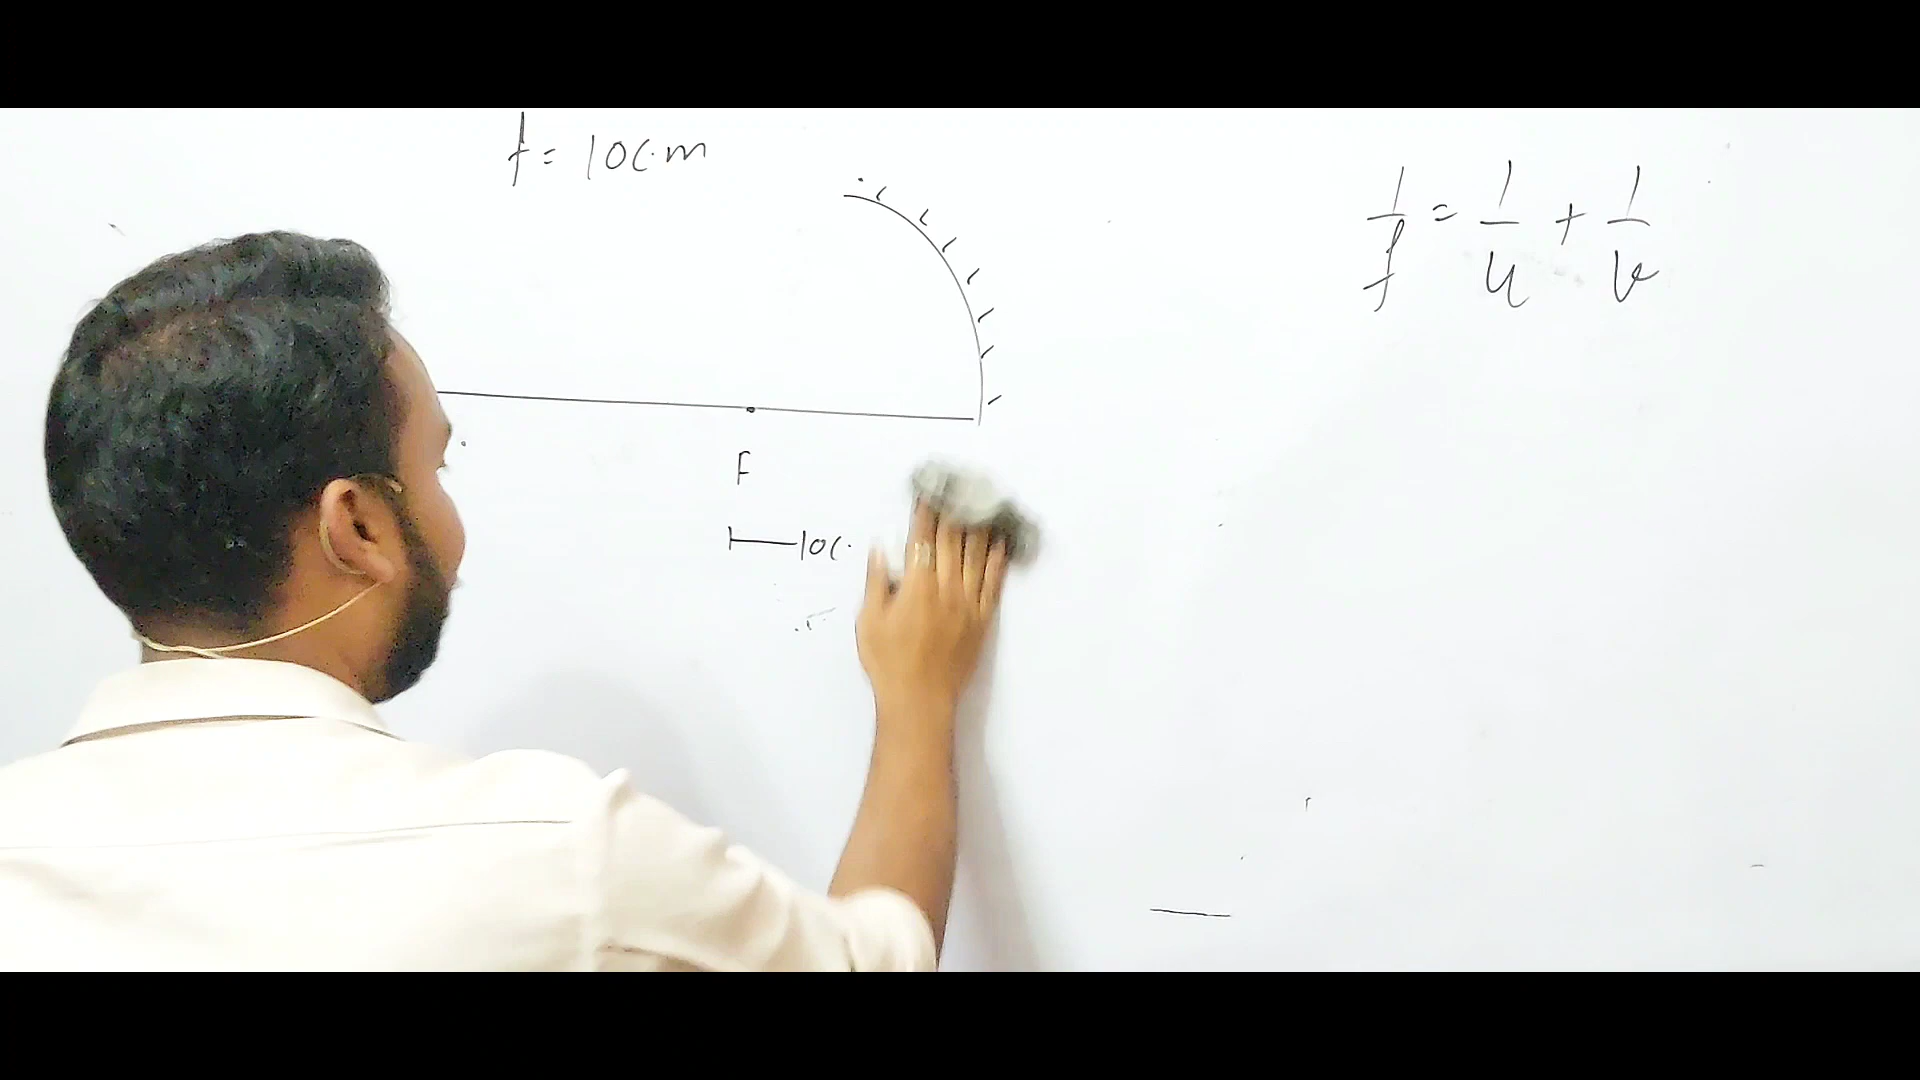 f = 10c.m
1/f = 1/u + 1/v
F
10c.